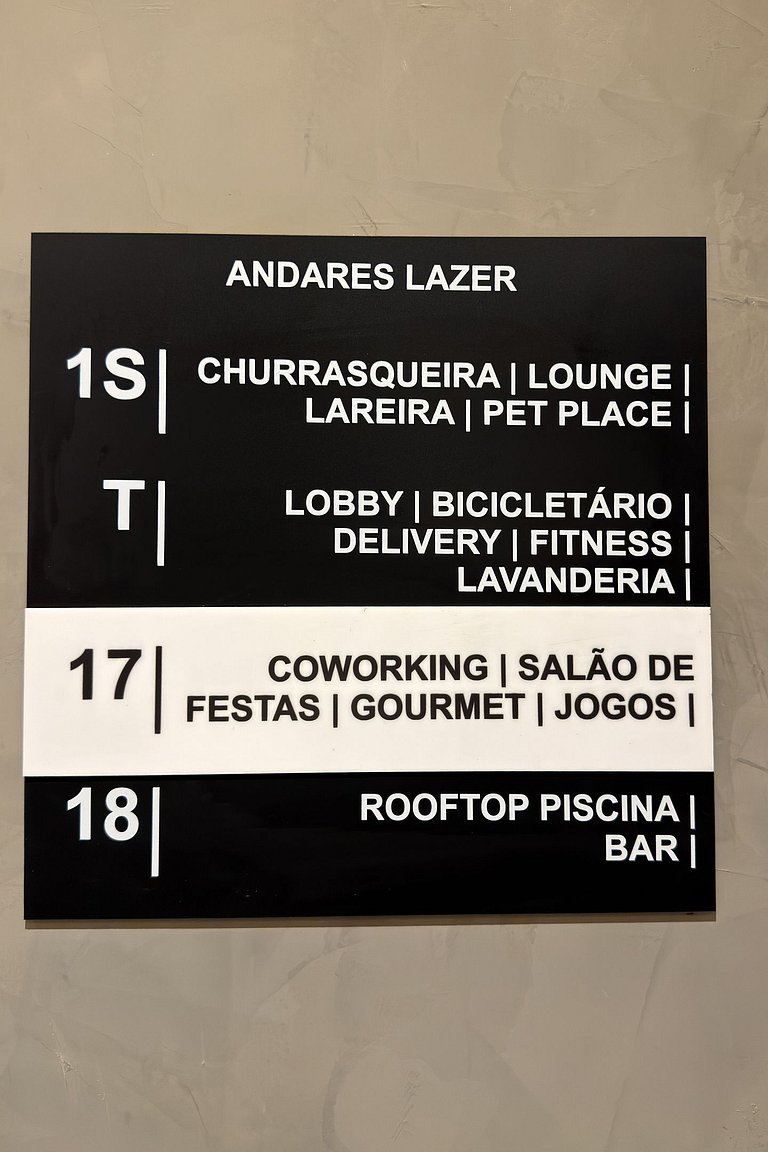 ANDARES LAZER
1S | CHURRASQUEIRA | LOUNGE |
LAREIRA | PET PLACE |
T | LOBBY | BICICLETÁRIO |
DELIVERY | FITNESS |
LAVANDERIA |
17 | COWORKING | SALÃO DE
FESTAS | GOURMET | JOGOS |
18 | ROOFTOP PISCINA |
BAR |